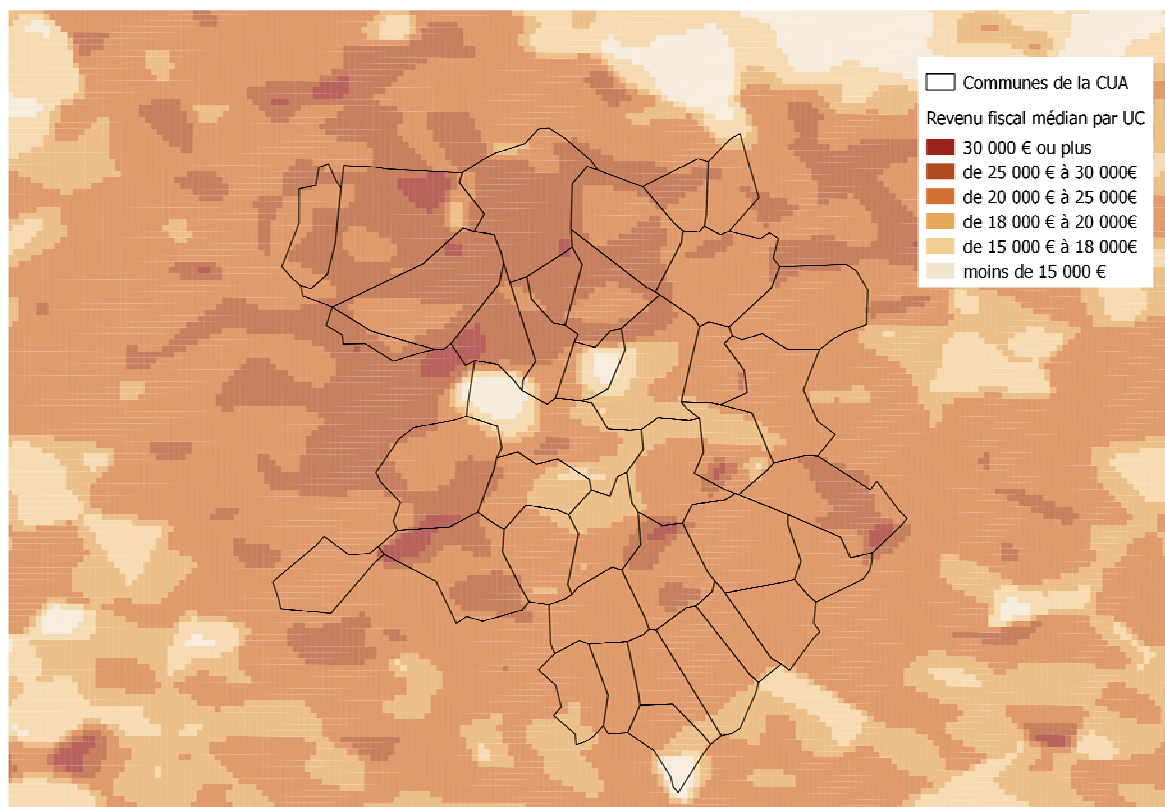 Communes de la CUA
Revenu fiscal médian par UC
30 000 € ou plus
de 25 000 € à 30 000€
de 20 000 € à 25 000€
de 18 000 € à 20 000€
de 15 000 € à 18 000€
moins de 15 000 €